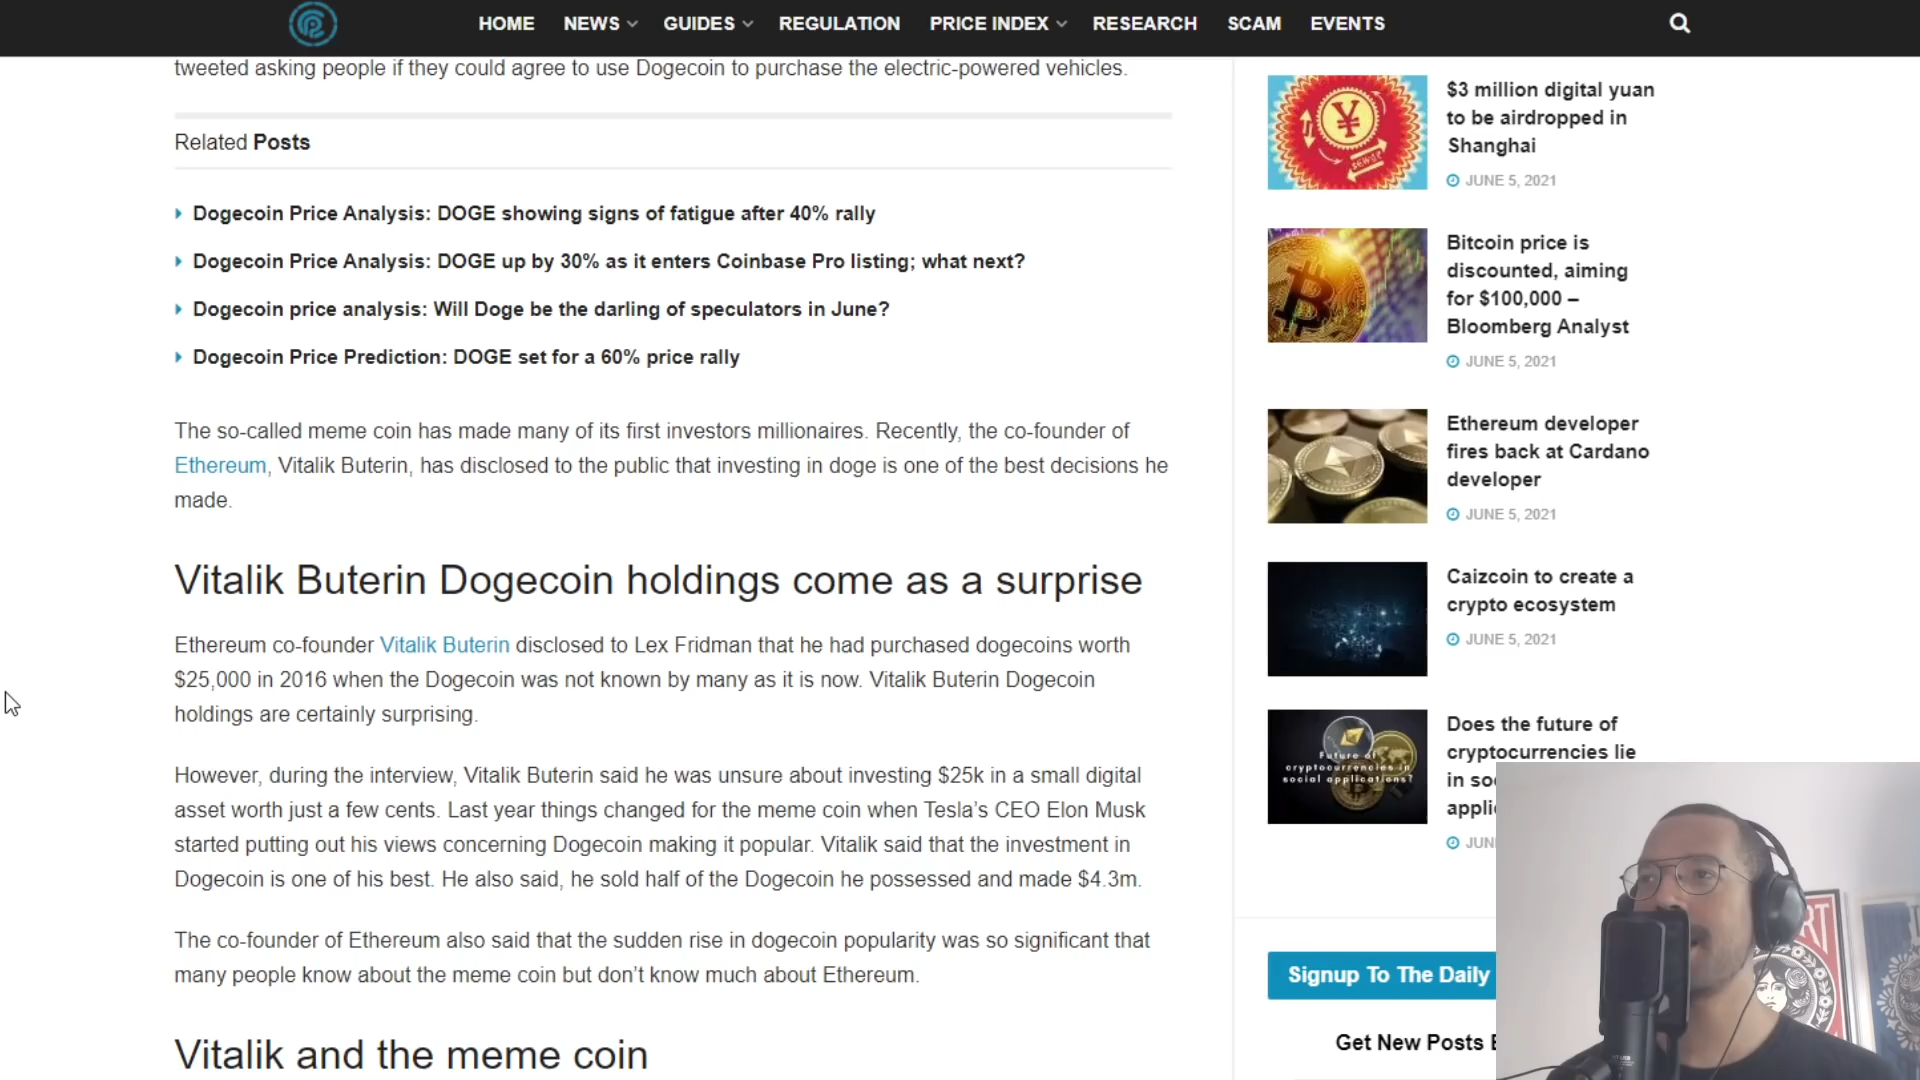 HOME NEWS GUIDES REGULATION PRICE INDEX RESEARCH SCAM EVENTS
tweeted asking people if they could agree to use Dogecoin to purchase the electric-powered vehicles.
Related Posts
Dogecoin Price Analysis: DOGE showing signs of fatigue after 40% rally
Dogecoin Price Analysis: DOGE up by 30% as it enters Coinbase Pro listing; what next?
Dogecoin price analysis: Will Doge be the darling of speculators in June?
Dogecoin Price Prediction: DOGE set for a 60% price rally
The so-called meme coin has made many of its first investors millionaires. Recently, the co-founder of
Ethereum, Vitalik Buterin, has disclosed to the public that investing in doge is one of the best decisions he
made.
Vitalik Buterin Dogecoin holdings come as a surprise
Ethereum co-founder Vitalik Buterin disclosed to Lex Fridman that he had purchased dogecoins worth
$25,000 in 2016 when the Dogecoin was not known by many as it is now. Vitalik Buterin Dogecoin
holdings are certainly surprising.
However, during the interview, Vitalik Buterin said he was unsure about investing $25k in a small digital
asset worth just a few cents. Last year things changed for the meme coin when Tesla's CEO Elon Musk
started putting out his views concerning Dogecoin making it popular. Vitalik said that the investment in
Dogecoin is one of his best. He also said, he sold half of the Dogecoin he possessed and made $4.3m.
The co-founder of Ethereum also said that the sudden rise in dogecoin popularity was so significant that
many people know about the meme coin but don't know much about Ethereum.
Vitalik and the meme coin
$3 million digital yuan
to be airdropped in
Shanghai
JUNE 5, 2021
Bitcoin price is
discounted, aiming
for $100,000 –
Bloomberg Analyst
JUNE 5, 2021
Ethereum developer
fires back at Cardano
developer
JUNE 5, 2021
Caizcoin to create a
crypto ecosystem
JUNE 5, 2021
Future of
cryptocurrencies in
social applications?
Does the future of
cryptocurrencies lie
in so
appli
JUN
Signup To The Daily
Get New Posts